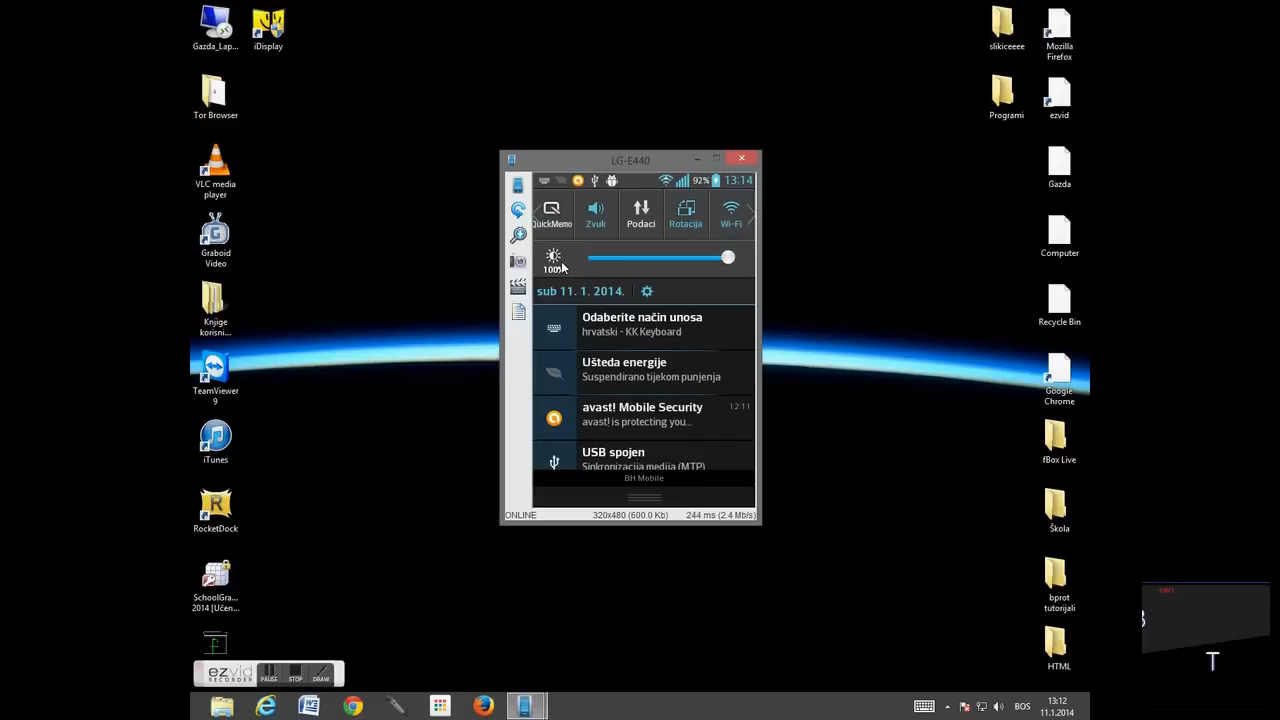 Gazda_Lap...
iDisplay
slikiceeee
Mozilla
Firefox
Tor Browser
Programi
ezvid
VLC media
player
Gazda
Graboid
Video
Computer
Knjige
korisni...
Recycle Bin
TeamViewer
9
Google
Chrome
iTunes
fBox Live
RocketDock
Škola
SchoolGra...
2014 [Učen...
bprot
tutorijali
HTML
LG-E440
92% 13:14
QuickMemo
Zvuk
Podaci
Rotacija
Wi-Fi
100%
sub 11. 1. 2014.
Odaberite način unosa
hrvatski - KK Keyboard
Ušteda energije
Suspendirano tijekom punjenja
avast! Mobile Security 12:11
avast! is protecting you...
USB spojen
Sinkronizacija medija (MTP)
BH Mobile
ONLINE 320x480 (600.0 Kb) 244 ms (2.4 Mb/s)
ezvid
RECORDER
PAUSE
STOP
DRAW
PRO
T
BOS
13:12
11.1.2014